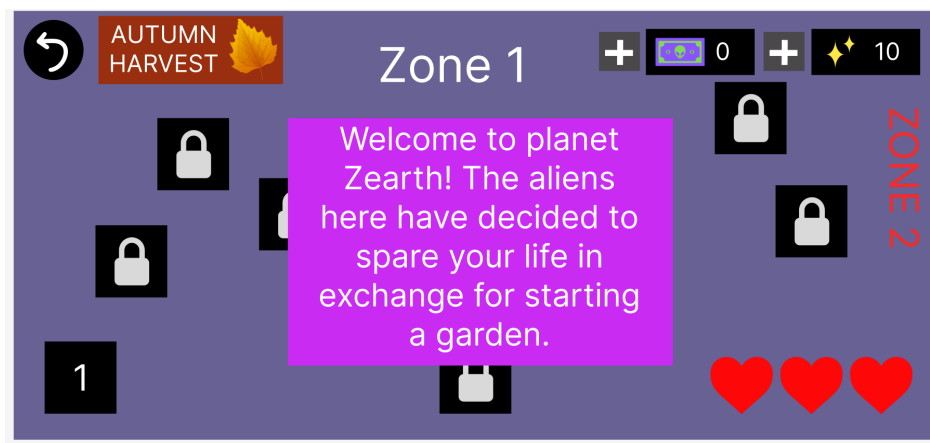 AUTUMN
HARVEST
Zone 1
0
10
Welcome to planet
Zearth! The aliens
here have decided to
spare your life in
exchange for starting
a garden.
ZONE 2
1